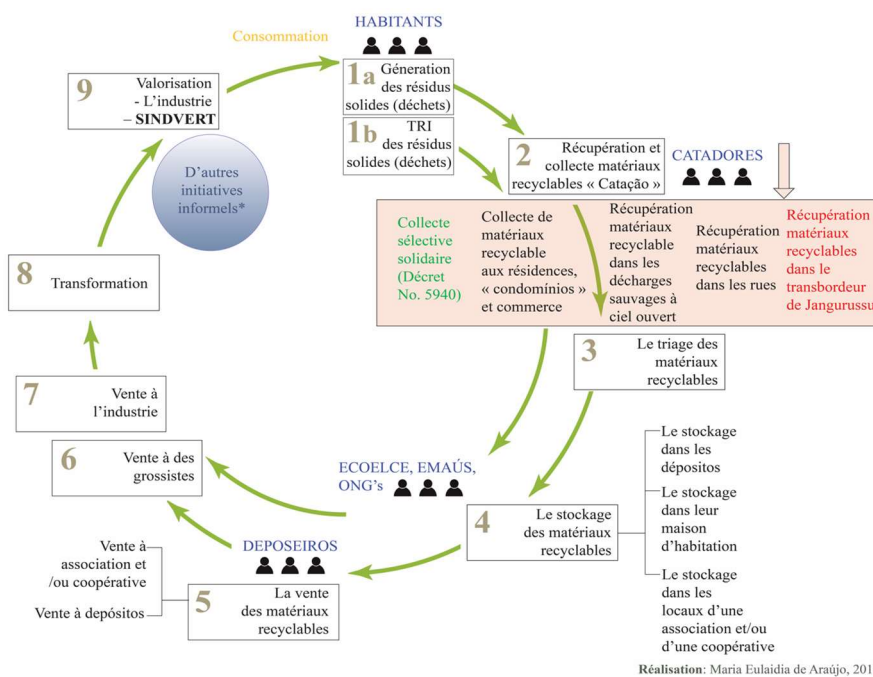 HABITANTS
Consommation
1a Géneration
des résidus
solides (déchets)
1b TRI
des résidus
solides (déchets)
2 Récupération et
collecte matériaux
recyclables « Catação »
CATADORES
Collecte
sélective
solidaire
(Décret
No. 5940)
Collecte de
matériaux
recyclable
aux résidences,
« condomínios »
et commerce
Récupération
matériaux
recyclable
dans les
décharges
sauvages à
ciel ouvert
Récupération
matériaux
recyclables
dans les rues
Récupération
matériaux
recyclables
dans le
transbordeur
de Jangurussu
3 Le triage des
matériaux
recyclables
ECOELCE, EMAÚS,
ONG’s
4 Le stockage
des matériaux
recyclables
Le stockage
dans les
dépositos
Le stockage
dans leur
maison
d’habitation
Le stockage
dans les
locaux d’une
association et/ou
d’une coopérative
DEPOSEIROS
5 La vente
des matériaux
recyclables
Vente à
association et
/ou coopérative
Vente à depósitos
6 Vente à des
grossistes
7 Vente à
l’industrie
8 Transformation
9 Valorisation
- L’industrie
– SINDVERT
D’autres
initiatives
informels*
Réalisation: Maria Eulaidia de Araújo, 201